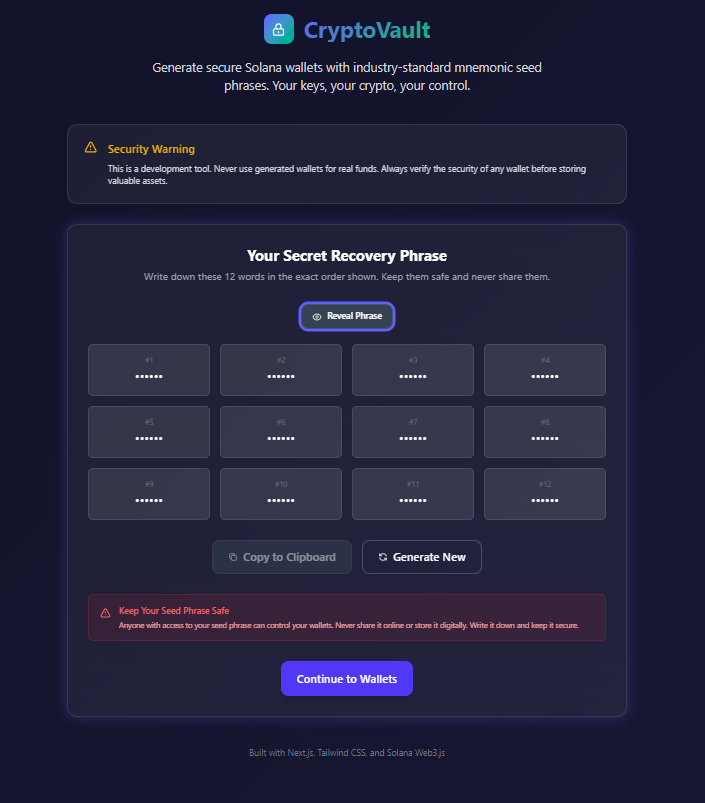 CryptoVault
Generate secure Solana wallets with industry-standard mnemonic seed
phrases. Your keys, your crypto, your control.
Security Warning
This is a development tool. Never use generated wallets for real funds. Always verify the security of any wallet before storing
valuable assets.
Your Secret Recovery Phrase
Write down these 12 words in the exact order shown. Keep them safe and never share them.
Reveal Phrase
#1 #2 #3 #4
•••••• •••••• •••••• ••••••
#5 #6 #7 #8
•••••• •••••• •••••• ••••••
#9 #10 #11 #12
•••••• •••••• •••••• ••••••
Copy to Clipboard Generate New
Keep Your Seed Phrase Safe
Anyone with access to your seed phrase can control your wallets. Never share it online or store it digitally. Write it down and keep it secure.
Continue to Wallets
Built with Next.js, Tailwind CSS, and Solana Web3.js